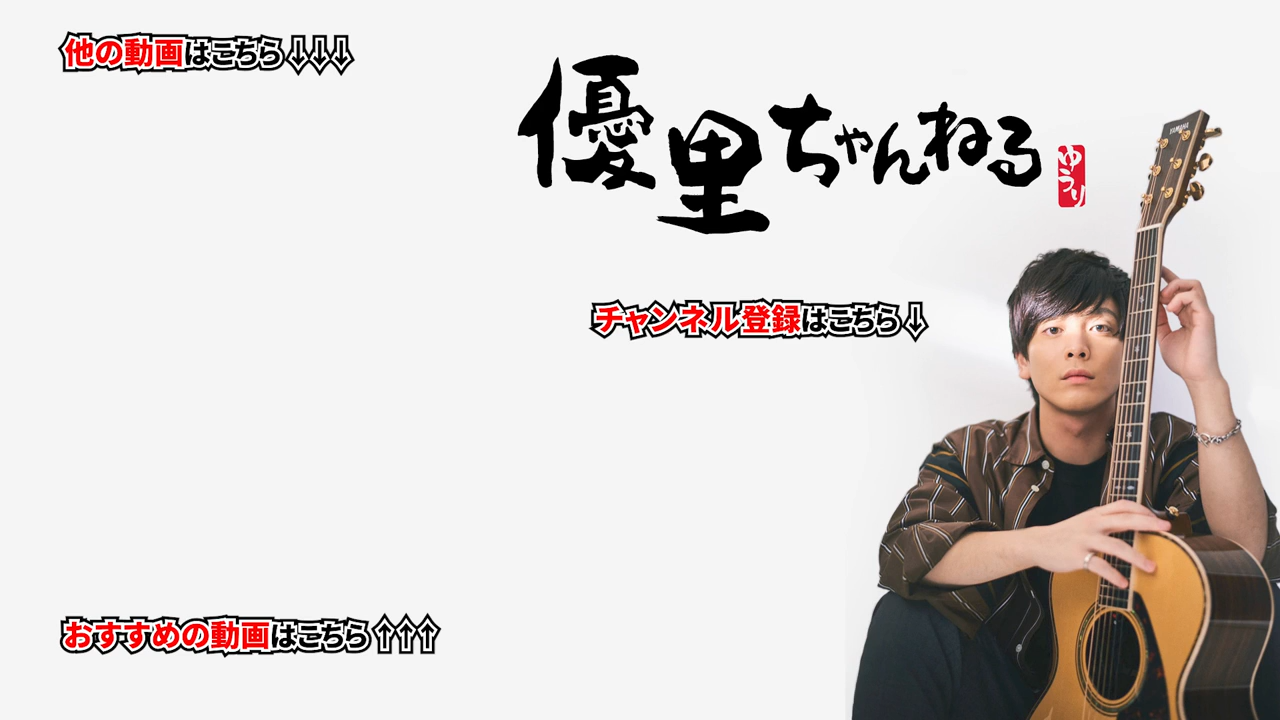 他の動画はこちら↓↓↓
優里ちゃんねる
ゆうり
YAMAHA
チャンネル登録はこちら↓
おすすめの動画はこちら↑↑↑